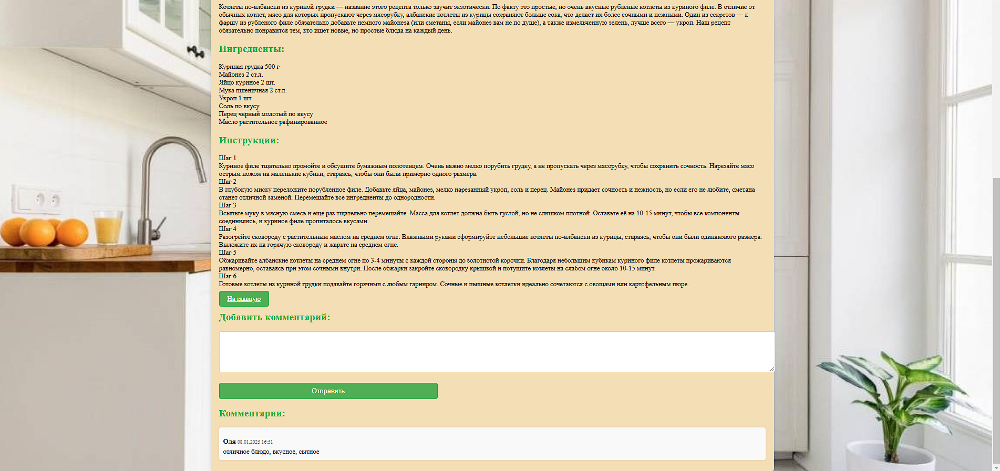 Котлеты по-албански из куриной грудки — название этого рецепта только звучит экзотически. По факту это простые, но очень вкусные рубленые котлеты из куриного филе. В отличие от
обычных котлет, мясо для которых пропускают через мясорубку, албанские котлеты из курицы сохраняют больше сока, что делает их более сочными и нежными. Один из секретов — к
фаршу из рубленого филе обязательно добавьте немного майонеза (или сметаны, если майонез вам не по душе), а также измельченную зелень, лучше всего — укроп. Наш рецепт
обязательно понравится тем, кто ищет новые, но простые блюда на каждый день.
Ингредиенты:
Куриная грудка 500 г
Майонез 2 ст.л.
Яйцо куриное 2 шт.
Мука пшеничная 2 ст.л.
Укроп 1 шт.
Соль по вкусу
Перец чёрный молотый по вкусу
Масло растительное рафинированное
Инструкции:
Шаг 1
Куриное филе тщательно промойте и обсушите бумажным полотенцем. Очень важно мелко порубить грудку, а не пропускать через мясорубку, чтобы сохранить сочность. Нарезайте мясо
острым ножом на маленькие кубики, стараясь, чтобы они были примерно одного размера.
Шаг 2
В глубокую миску переложите порубленное филе. Добавьте яйца, майонез, мелко нарезанный укроп, соль и перец. Майонез придает сочность и нежность, но если его не любите, сметана
станет отличной заменой. Перемешайте все ингредиенты до однородности.
Шаг 3
Всыпьте муку в мясную смесь и еще раз тщательно перемешайте. Масса для котлет должна быть густой, но не слишком плотной. Оставьте её на 10-15 минут, чтобы все компоненты
соединились, и куриное филе пропиталось вкусами.
Шаг 4
Разогрейте сковороду с растительным маслом на среднем огне. Влажными руками сформируйте небольшие котлеты по-албански из курицы, стараясь, чтобы они были одинакового размера.
Выложите их на горячую сковороду и жарьте на среднем огне.
Шаг 5
Обжаривайте албанские котлеты на среднем огне по 3-4 минуты с каждой стороны до золотистой корочки. Благодаря небольшим кубикам куриного филе котлеты прожариваются
равномерно, оставаясь при этом сочными внутри. После обжарки закройте сковородку крышкой и потушите котлеты на слабом огне около 10-15 минут.
Шаг 6
Готовые котлеты из куриной грудки подавайте горячими с любым гарниром. Сочные и пышные котлетки идеально сочетаются с овощами или картофельным пюре.
На главную
Добавить комментарий:
Отправить
Комментарии:
Оля 08.01.2025 16:51
отличное блюдо, вкусное, сытное